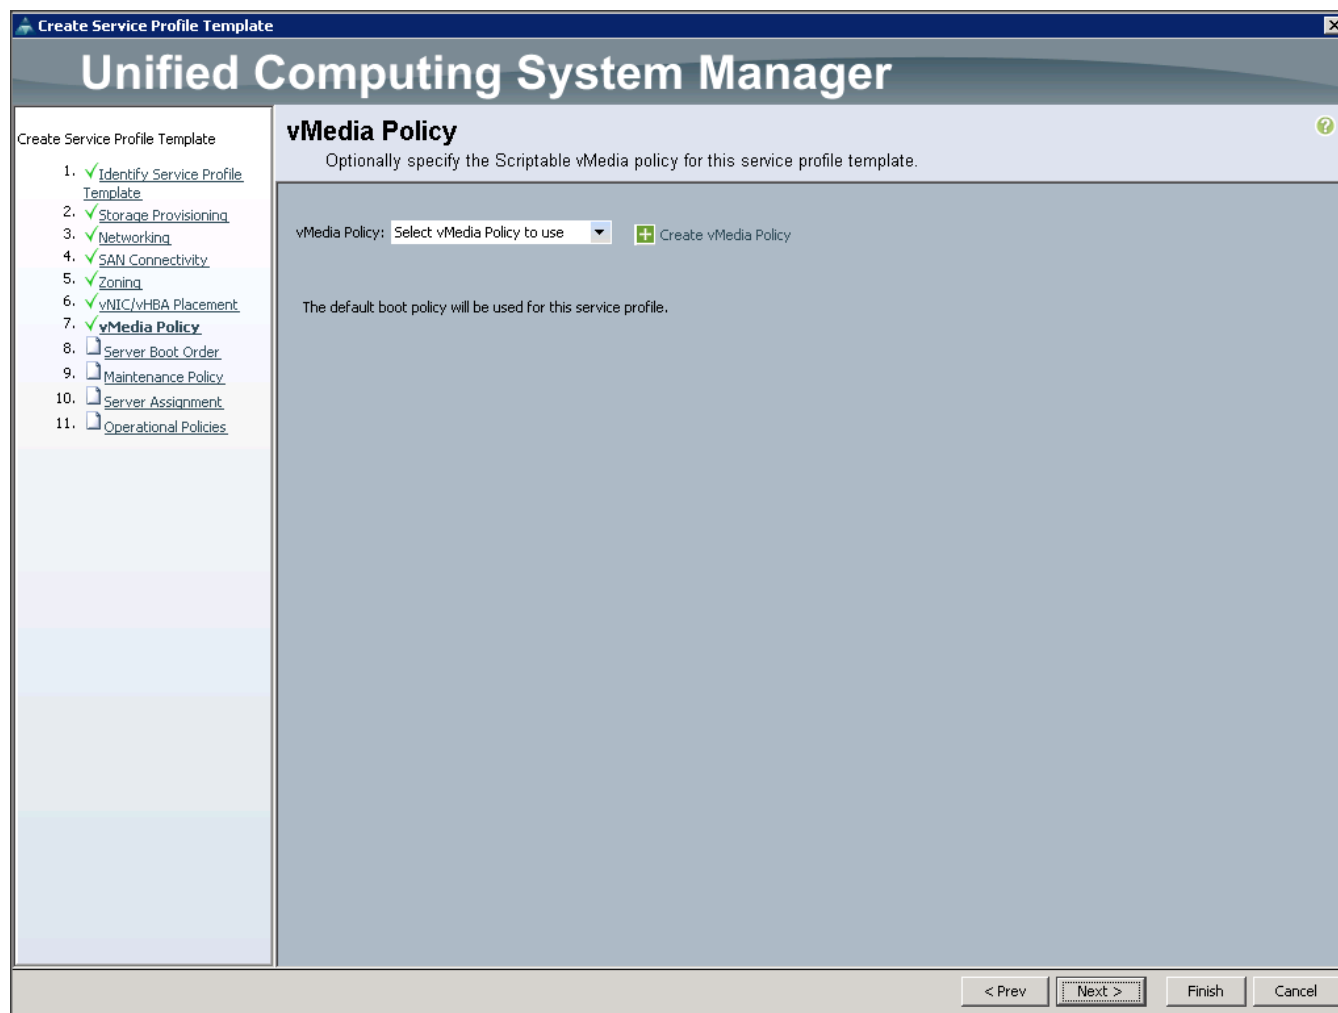 Create Service Profile Template
Unified Computing System Manager
Create Service Profile Template
1. Identify Service Profile
Template
2. Storage Provisioning
3. Networking
4. SAN Connectivity
5. Zoning
6. vNIC/vHBA Placement
7. vMedia Policy
8. Server Boot Order
9. Maintenance Policy
10. Server Assignment
11. Operational Policies
vMedia Policy
Optionally specify the Scriptable vMedia policy for this service profile template.
vMedia Policy: Select vMedia Policy to use Create vMedia Policy
The default boot policy will be used for this service profile.
< Prev Next > Finish Cancel